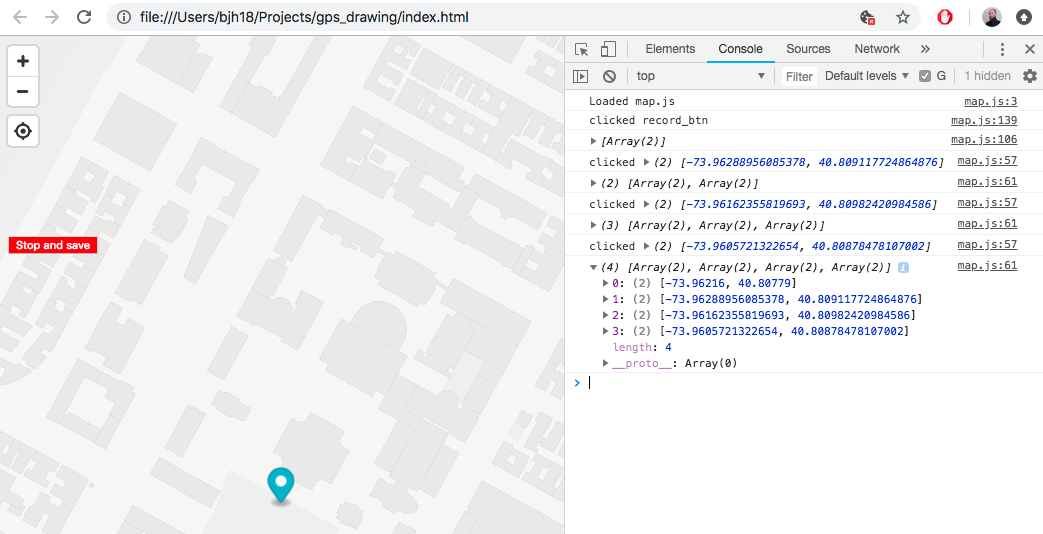 file:///Users/bjh18/Projects/gps_drawing/index.html
+
−
Stop and save
Elements Console Sources Network »
top ▼ Filter Default levels ▼ G 1 hidden
Loaded map.js map.js:3
clicked record_btn map.js:139
▶ [Array(2)] map.js:106
clicked ▶ (2) [-73.96288956085378, 40.809117724864876] map.js:57
▶ (2) [Array(2), Array(2)] map.js:61
clicked ▶ (2) [-73.96162355819693, 40.80982420984586] map.js:57
▶ (3) [Array(2), Array(2), Array(2)] map.js:61
clicked ▶ (2) [-73.9605721322654, 40.80878478107002] map.js:57
▼ (4) [Array(2), Array(2), Array(2), Array(2)] i map.js:61
▶ 0: (2) [-73.96216, 40.80779]
▶ 1: (2) [-73.96288956085378, 40.809117724864876]
▶ 2: (2) [-73.96162355819693, 40.80982420984586]
▶ 3: (2) [-73.9605721322654, 40.80878478107002]
length: 4
▶ __proto__: Array(0)
>